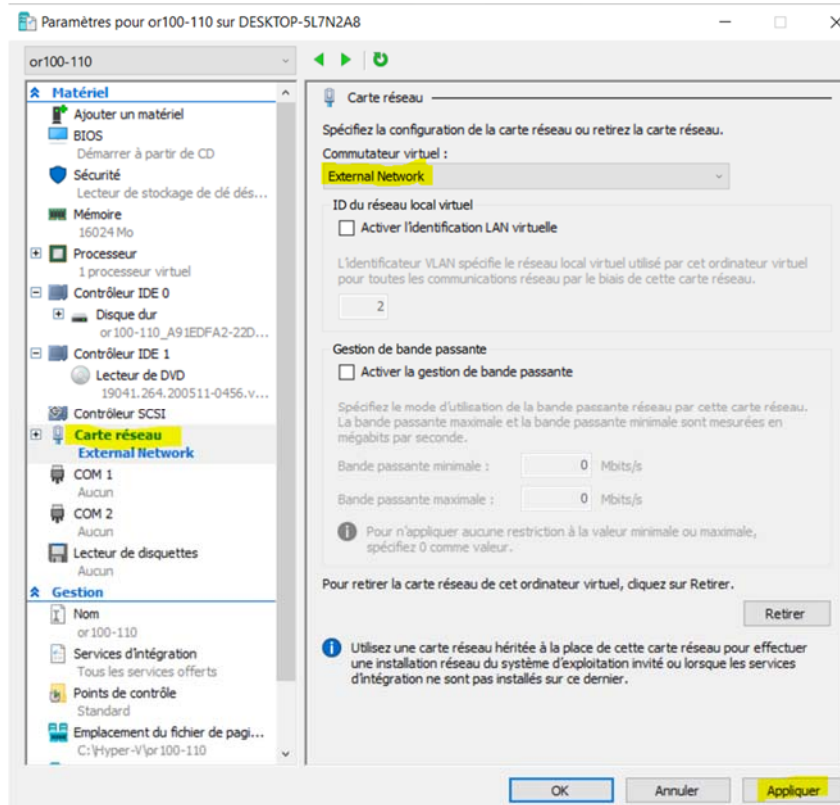 Paramètres pour or100-110 sur DESKTOP-5L7N2A8
or100-110
Matériel
Ajouter un matériel
BIOS
Démarrer à partir de CD
Sécurité
Lecteur de stockage de clé dés...
Mémoire
16024 Mo
Processeur
1 processeur virtuel
Contrôleur IDE 0
Disque dur
or100-110_A91EDFA2-22D...
Contrôleur IDE 1
Lecteur de DVD
19041.264.200511-0456.v...
Contrôleur SCSI
Carte réseau
External Network
COM 1
Aucun
COM 2
Aucun
Lecteur de disquettes
Aucun
Gestion
Nom
or100-110
Services d'intégration
Tous les services offerts
Points de contrôle
Standard
Emplacement du fichier de pagi...
C:\Hyper-V\or100-110
Carte réseau
Spécifiez la configuration de la carte réseau ou retirez la carte réseau.
Commutateur virtuel :
External Network
ID du réseau local virtuel
Activer l'identification LAN virtuelle
L'identificateur VLAN spécifie le réseau local virtuel utilisé par cet ordinateur virtuel
pour toutes les communications réseau par le biais de cette carte réseau.
2
Gestion de bande passante
Activer la gestion de bande passante
Spécifiez le mode d'utilisation de la bande passante réseau par cette carte réseau.
La bande passante maximale et la bande passante minimale sont mesurées en
mégabits par seconde.
Bande passante minimale : 0 Mbits/s
Bande passante maximale : 0 Mbits/s
Pour n'appliquer aucune restriction à la valeur minimale ou maximale,
spécifiez 0 comme valeur.
Pour retirer la carte réseau de cet ordinateur virtuel, cliquez sur Retirer.
Retirer
Utilisez une carte réseau héritée à la place de cette carte réseau pour effectuer
une installation réseau du système d'exploitation invité ou lorsque les services
d'intégration ne sont pas installés sur ce dernier.
OK Annuler Appliquer